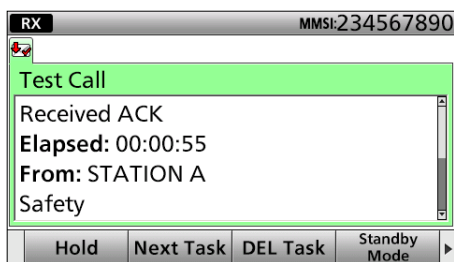 RX MMSI:234567890
Test Call
Received ACK
Elapsed: 00:00:55
From: STATION A
Safety
Hold Next Task DEL Task Standby Mode